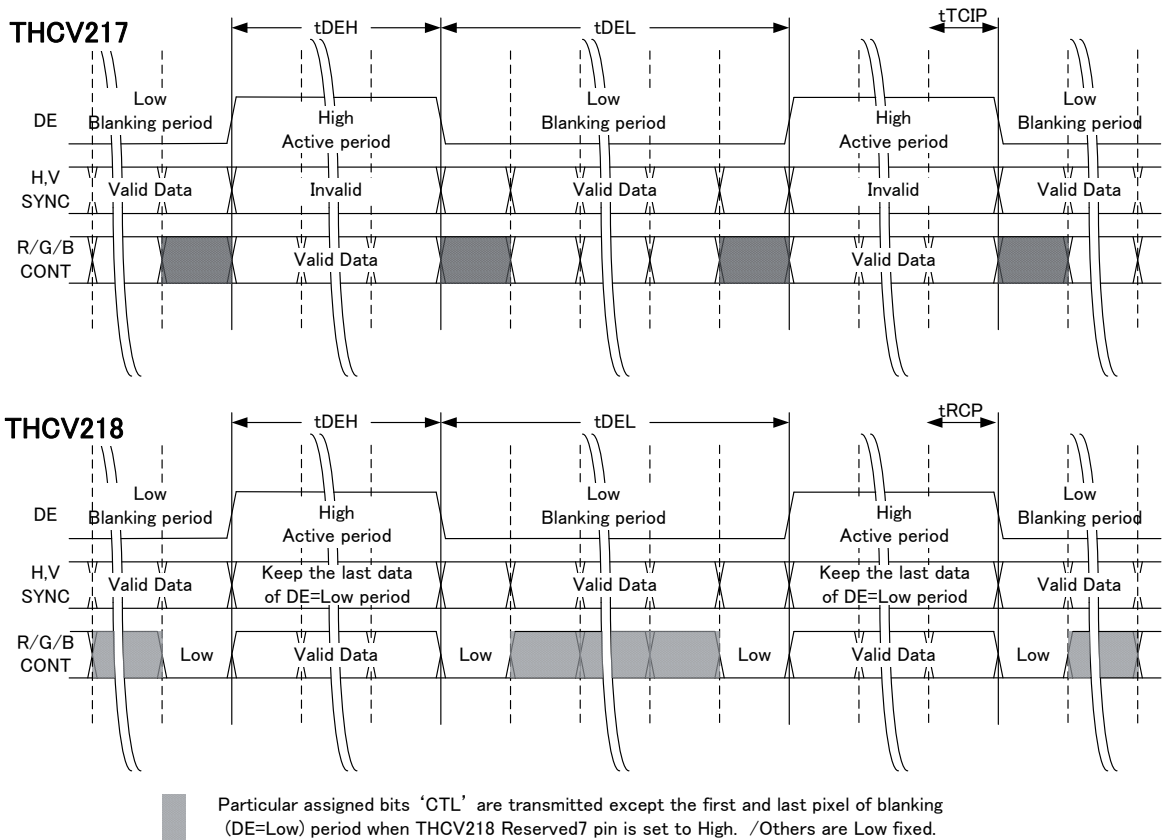 THCV217
tDEH
tDEL
tTCIP
DE
Low
Blanking period
High
Active period
Low
Blanking period
High
Active period
Low
Blanking period
H,V
SYNC
Valid Data
Invalid
Valid Data
Invalid
Valid Data
R/G/B
CONT
Valid Data
Valid Data
THCV218
tDEH
tDEL
tRCP
DE
Low
Blanking period
High
Active period
Low
Blanking period
High
Active period
Low
Blanking period
H,V
SYNC
Valid Data
Keep the last data
of DE=Low period
Valid Data
Keep the last data
of DE=Low period
Valid Data
R/G/B
CONT
Low
Valid Data
Low
Low
Valid Data
Low
Particular assigned bits ‘CTL’ are transmitted except the first and last pixel of blanking
(DE=Low) period when THCV218 Reserved7 pin is set to High. /Others are Low fixed.